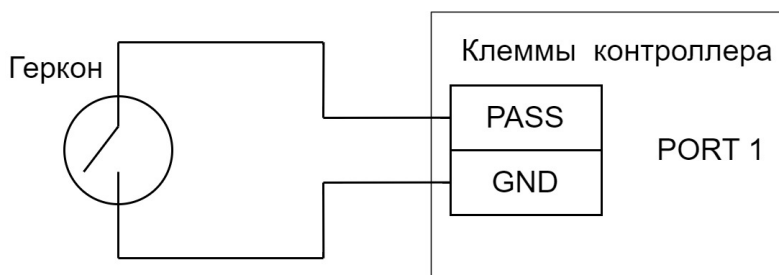 Клеммы контроллера
Геркон
PASS
PORT 1
GND